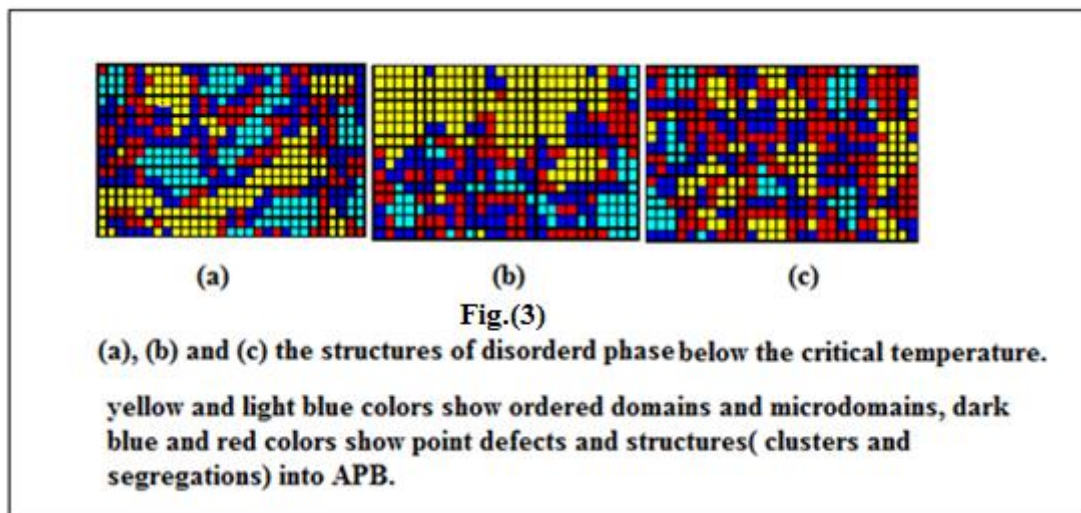 (a) (b) (c)
Fig.(3)
(a), (b) and (c) the structures of disorderd phase below the critical temperature.
yellow and light blue colors show ordered domains and microdomains, dark
blue and red colors show point defects and structures( clusters and
segregations) into APB.